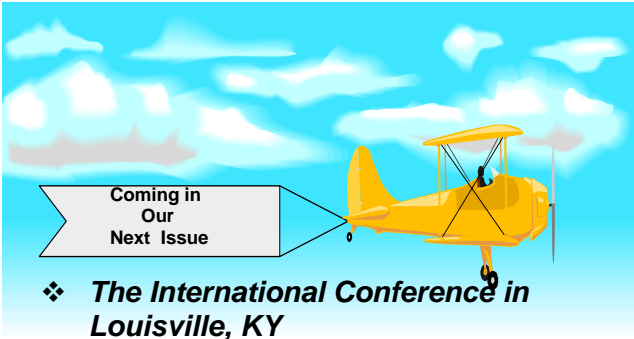 Coming in
Our
Next Issue
❖ The International Conference in
Louisville, KY